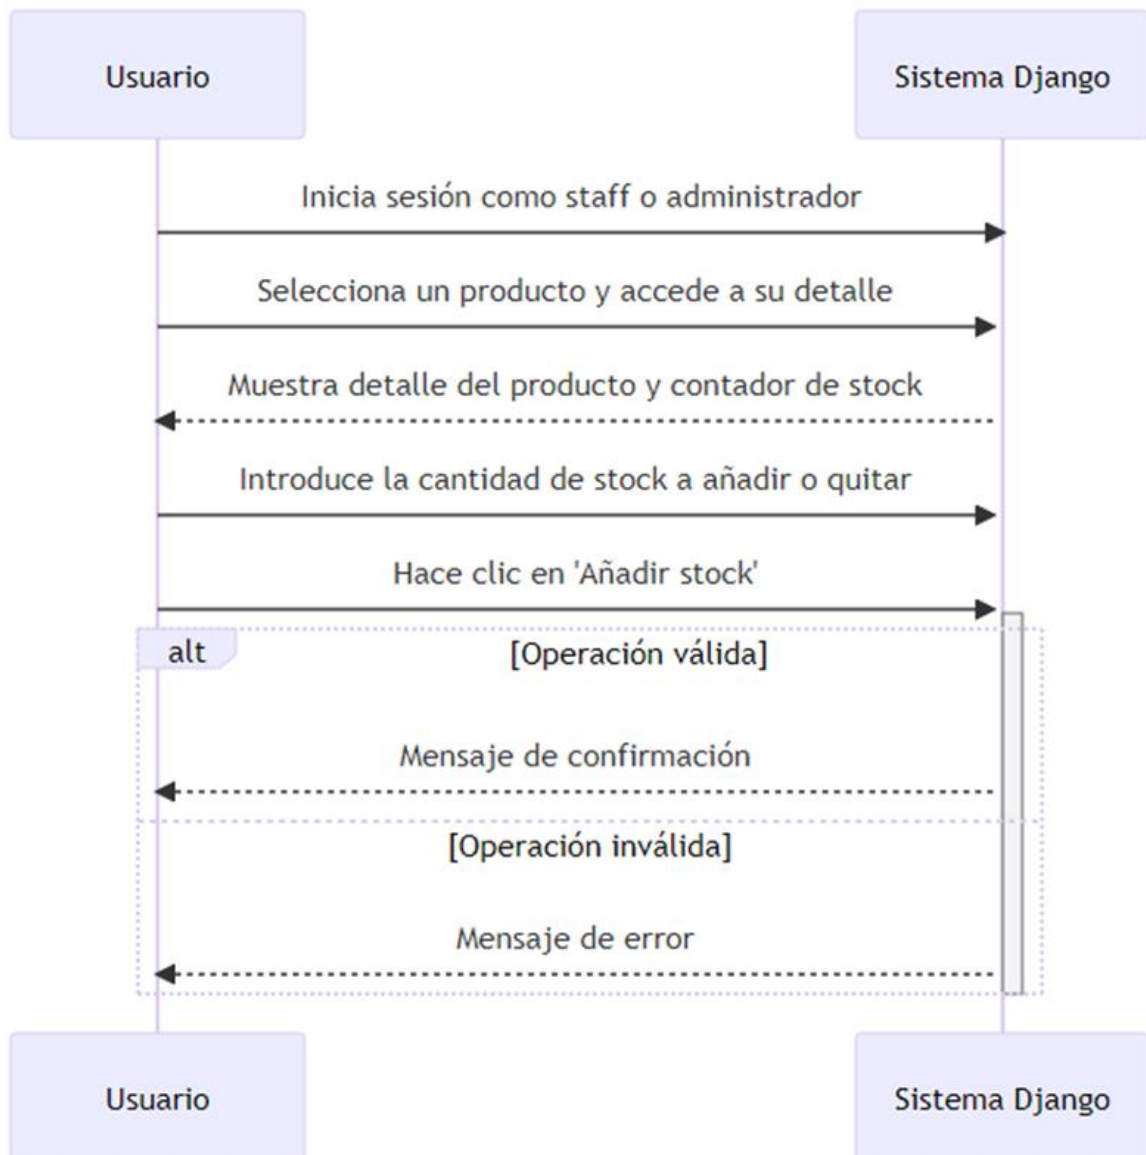 Usuario
Sistema Django
Inicia sesión como staff o administrador
Selecciona un producto y accede a su detalle
Muestra detalle del producto y contador de stock
Introduce la cantidad de stock a añadir o quitar
Hace clic en 'Añadir stock'
alt
[Operación válida]
Mensaje de confirmación
[Operación inválida]
Mensaje de error
Usuario
Sistema Django